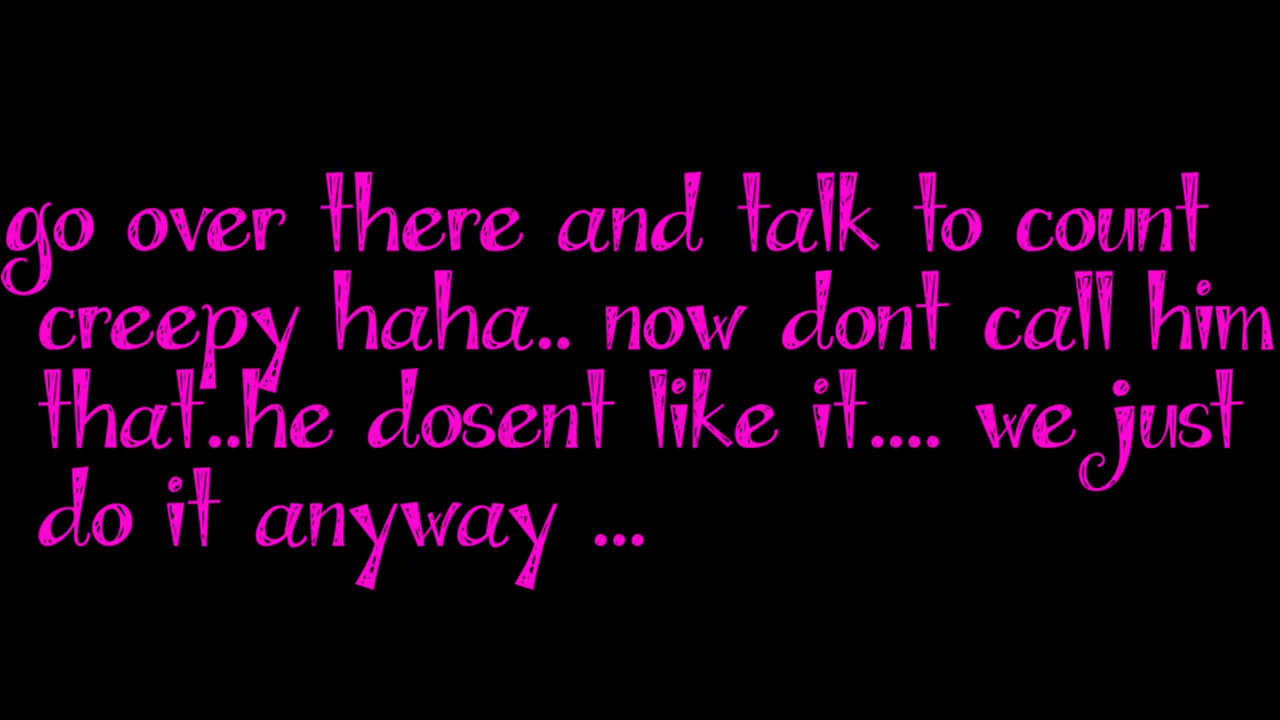 go over there and talk to count
creepy haha.. now dont call him
that..he dosent like it.... we just
do it anyway ...